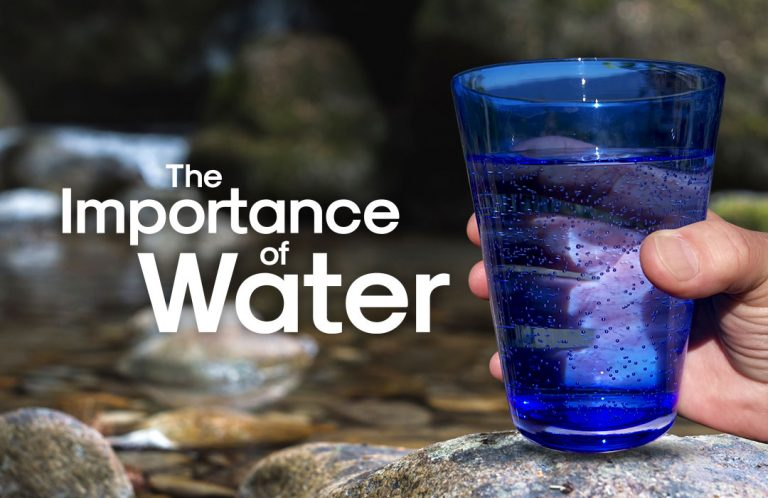 The
Importance
of
Water